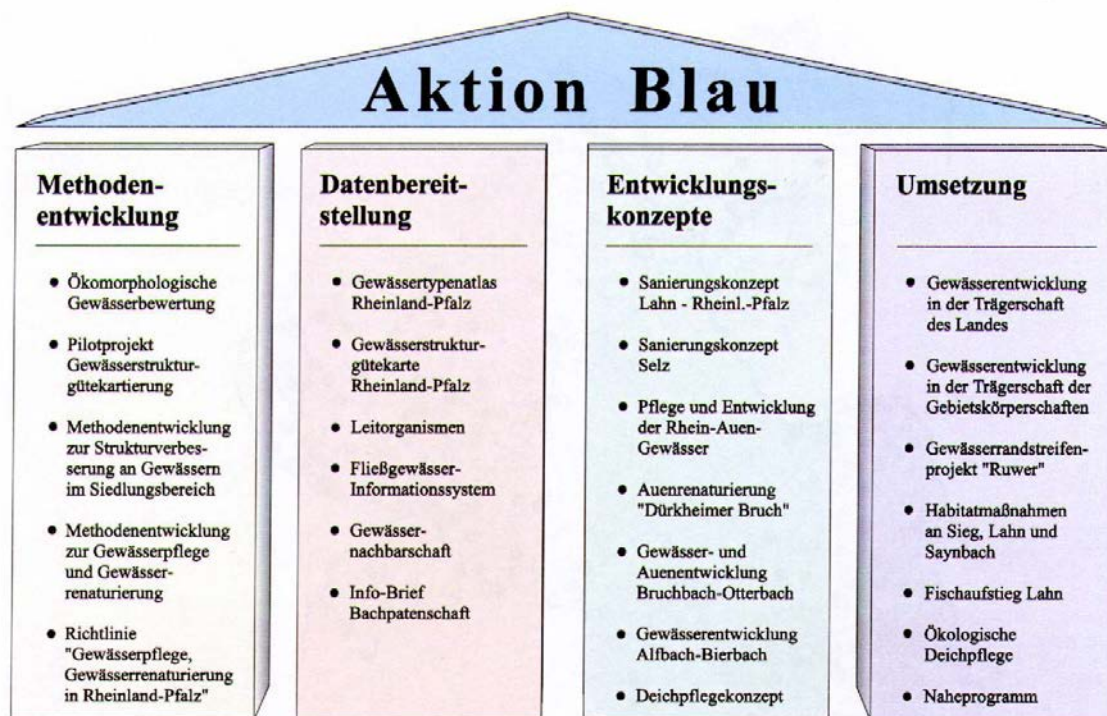 Aktion Blau
Methoden-
entwicklung
• Ökomorphologische
Gewässerbewertung
• Pilotprojekt
Gewässerstruktur-
gütekartierung
• Methodenentwicklung
zur Strukturverbes-
serung an Gewässern
im Siedlungsbereich
• Methodenentwicklung
zur Gewässerpflege
und Gewässer-
renaturierung
• Richtlinie
"Gewässerpflege,
Gewässerrenaturierung
in Rheinland-Pfalz"
Datenbereit-
stellung
• Gewässertypenatlas
Rheinland-Pfalz
• Gewässerstruktur-
gütekarte
Rheinland-Pfalz
• Leitorganismen
• Fließgewässer-
Informationssystem
• Gewässer-
nachbarschaft
• Info-Brief
Bachpatenschaft
Entwicklungs-
konzepte
• Sanierungskonzept
Lahn - Rheinl.-Pfalz
• Sanierungskonzept
Selz
• Pflege und Entwicklung
der Rhein-Auen-
Gewässer
• Auenrenaturierung
"Dürkheimer Bruch"
• Gewässer- und
Auenentwicklung
Bruchbach-Otterbach
• Gewässerentwicklung
Alfbach-Bierbach
• Deichpflegekonzept
Umsetzung
• Gewässerentwicklung
in der Trägerschaft
des Landes
• Gewässerentwicklung
in der Trägerschaft der
Gebietskörperschaften
• Gewässerrandstreifen-
projekt "Ruwer"
• Habitatmaßnahmen
an Sieg, Lahn und
Saynbach
• Fischaufstieg Lahn
• Ökologische
Deichpflege
• Naheprogramm